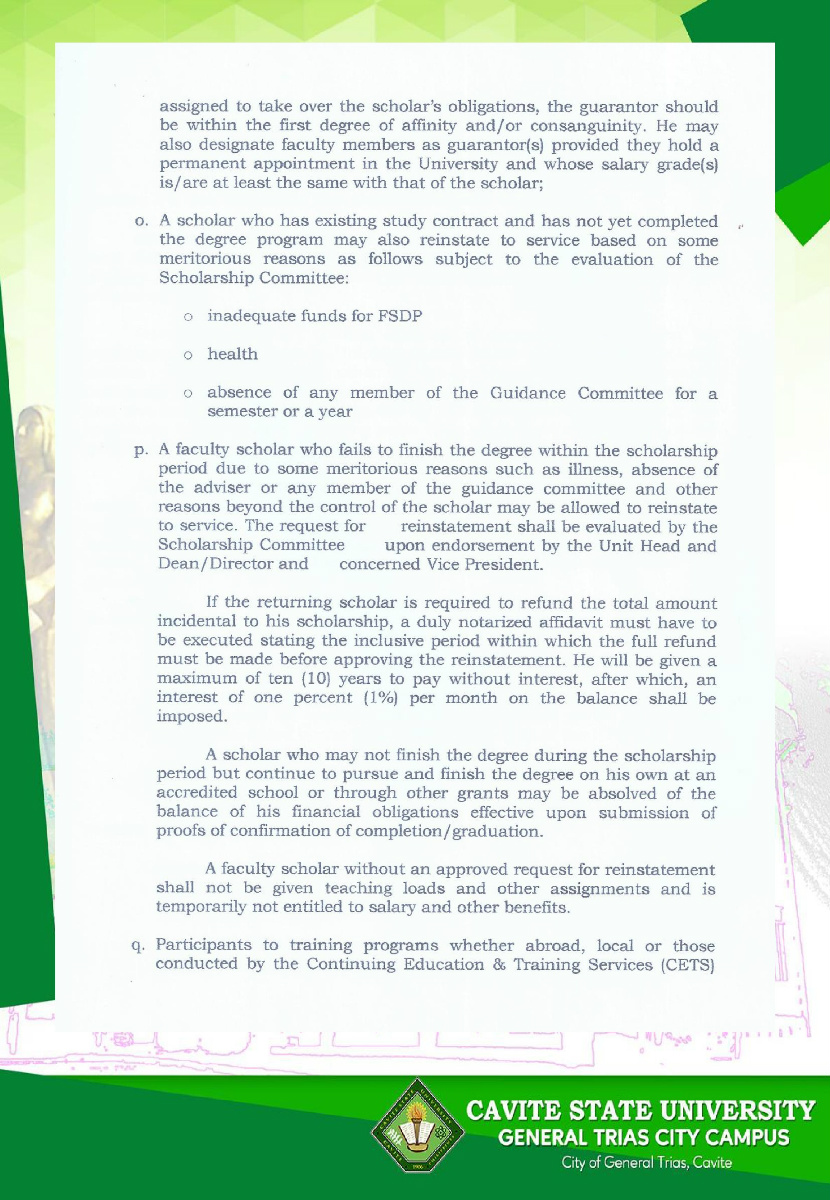 assigned to take over the scholar's obligations, the guarantor should
be within the first degree of affinity and/or consanguinity. He may
also designate faculty members as guarantor(s) provided they hold a
permanent appointment in the University and whose salary grade(s)
is/are at least the same with that of the scholar;
o. A scholar who has existing study contract and has not yet completed
the degree program may also reinstate to service based on some
meritorious reasons as follows subject to the evaluation of the
Scholarship Committee:
o inadequate funds for FSDP
o health
o absence of any member of the Guidance Committee for a
semester or a year
p. A faculty scholar who fails to finish the degree within the scholarship
period due to some meritorious reasons such as illness, absence of
the adviser or any member of the guidance committee and other
reasons beyond the control of the scholar may be allowed to reinstate
to service. The request for reinstatement shall be evaluated by the
Scholarship Committee upon endorsement by the Unit Head and
Dean/Director and concerned Vice President.
If the returning scholar is required to refund the total amount
incidental to his scholarship, a duly notarized affidavit must have to
be executed stating the inclusive period within which the full refund
must be made before approving the reinstatement. He will be given a
maximum of ten (10) years to pay without interest, after which, an
interest of one percent (1%) per month on the balance shall be
imposed.
A scholar who may not finish the degree during the scholarship
period but continue to pursue and finish the degree on his own at an
accredited school or through other grants may be absolved of the
balance of his financial obligations effective upon submission of
proofs of confirmation of completion/graduation.
A faculty scholar without an approved request for reinstatement
shall not be given teaching loads and other assignments and is
temporarily not entitled to salary and other benefits.
q. Participants to training programs whether abroad, local or those
conducted by the Continuing Education & Training Services (CETS)
CAVITE STATE UNIVERSITY
GENERAL TRIAS CITY CAMPUS
City of General Trias, Cavite